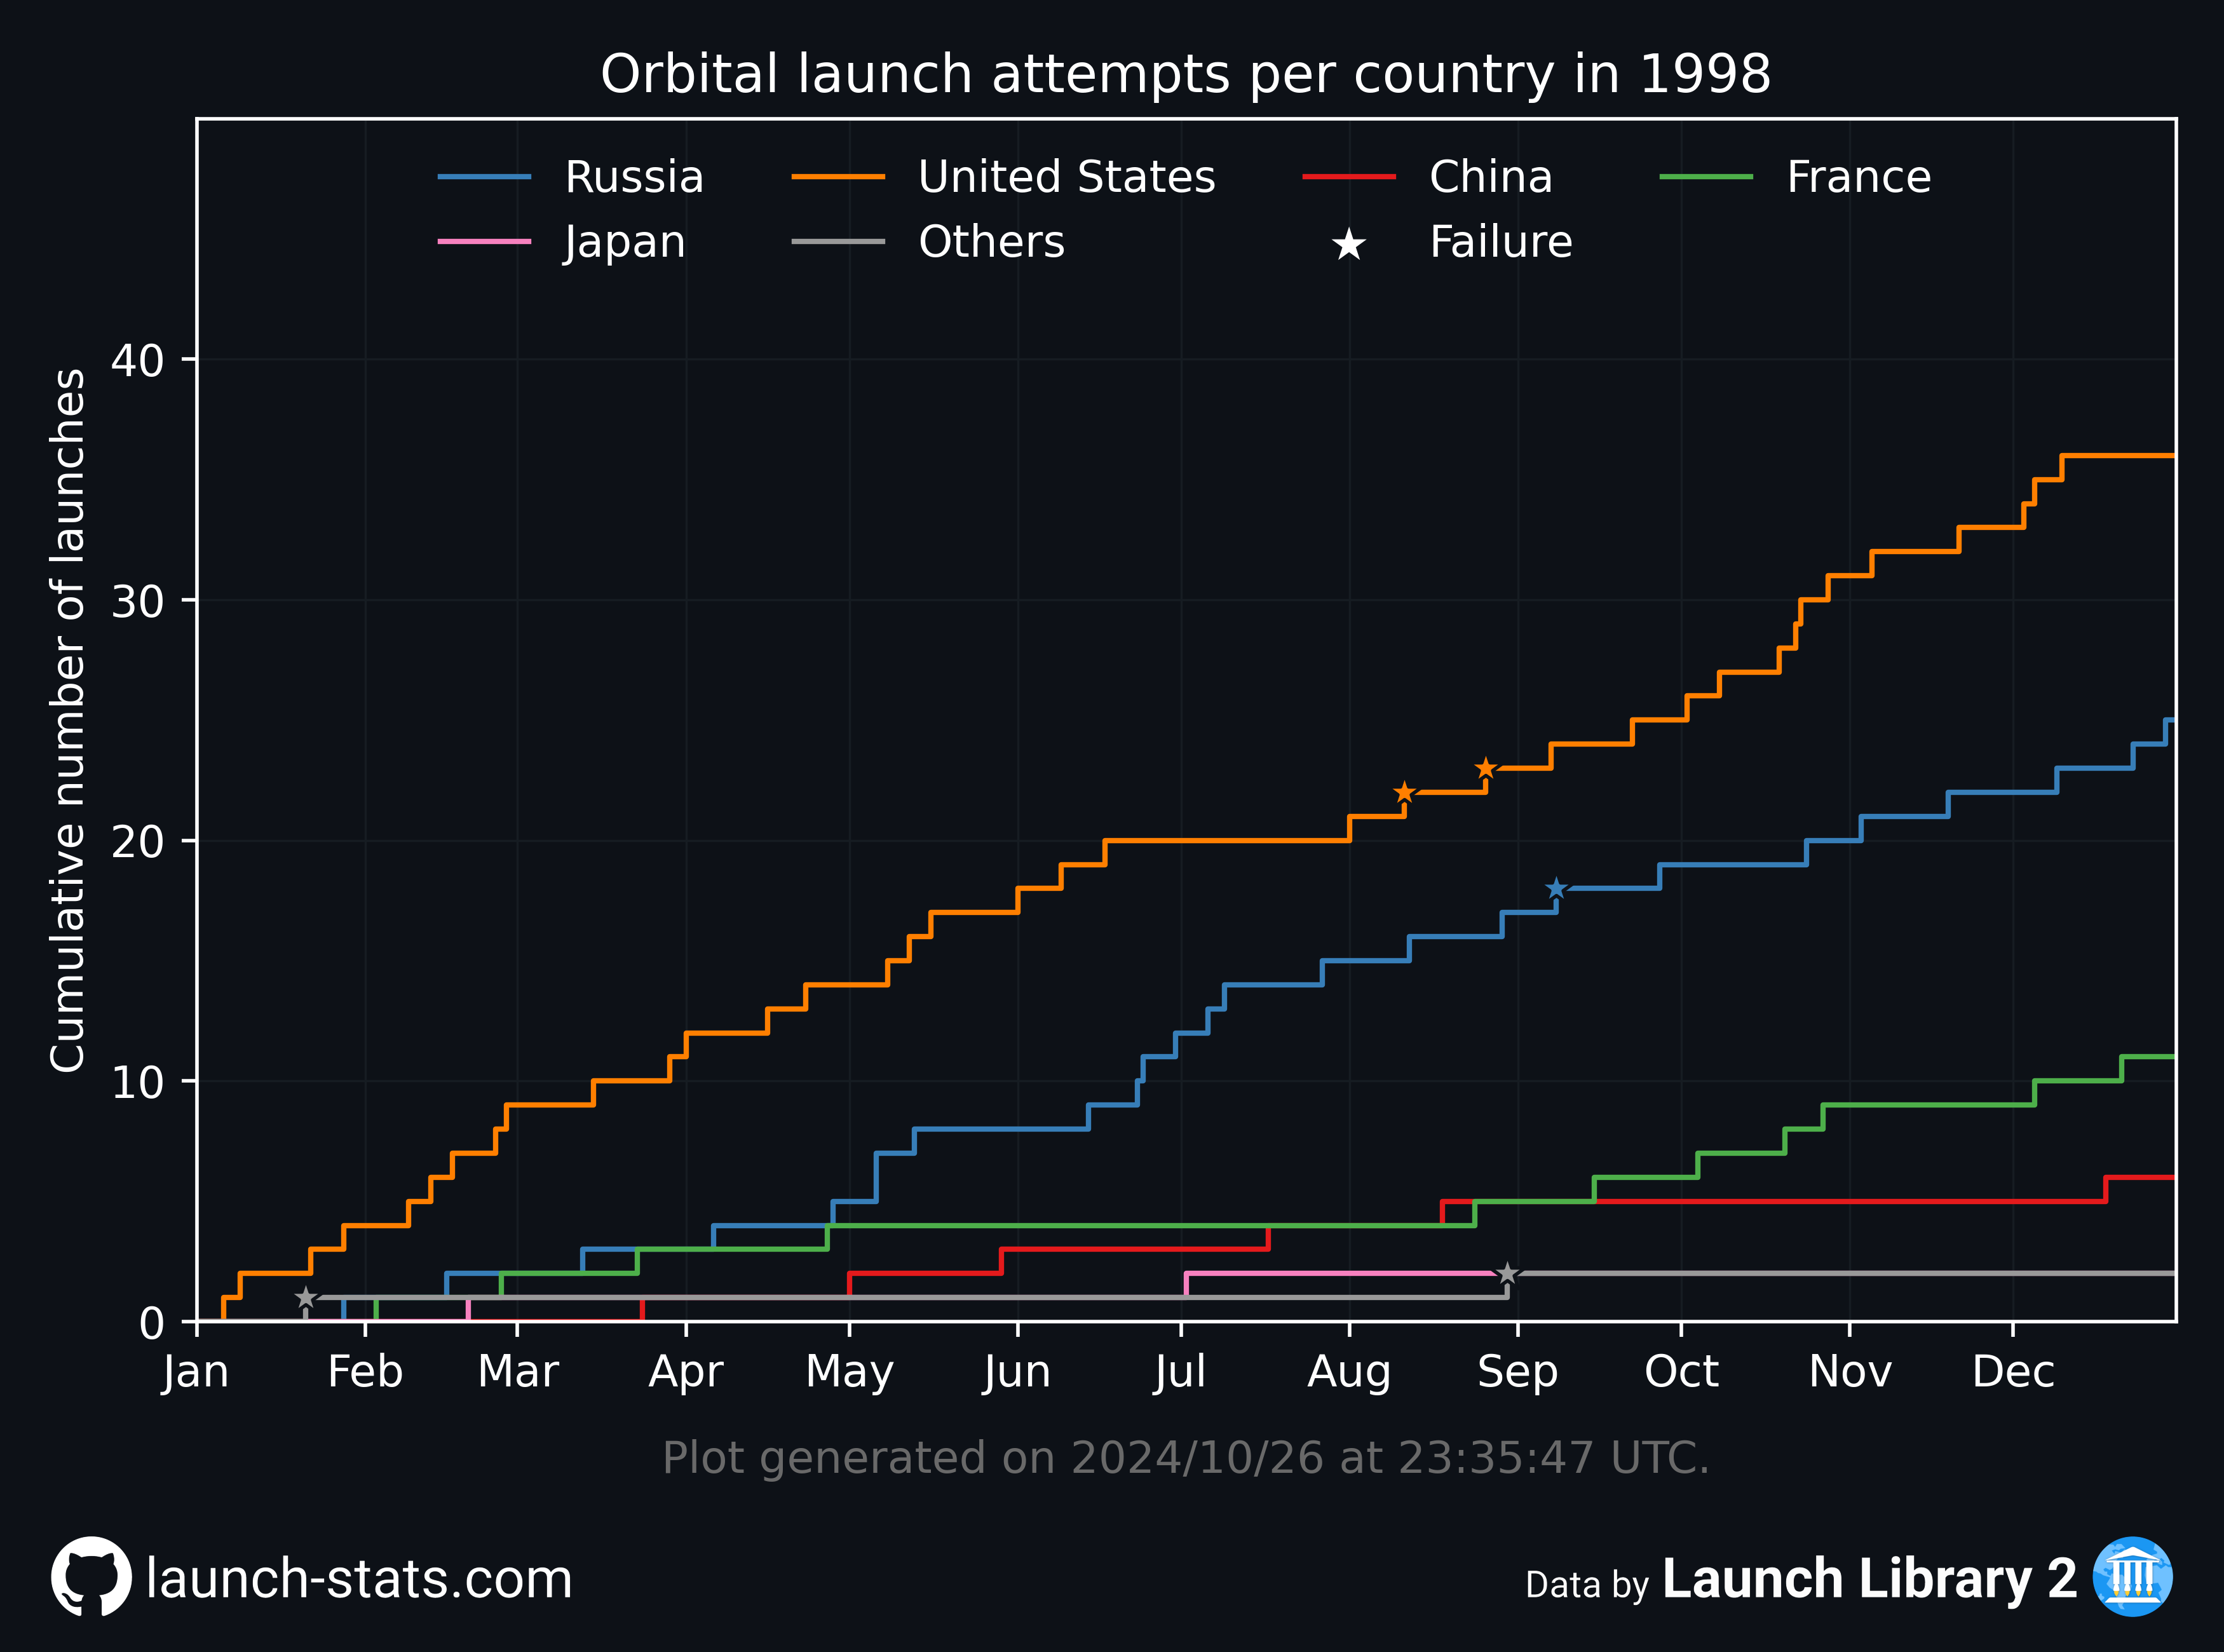 Orbital launch attempts per country in 1998
Russia United States China France
Japan Others Failure
Cumulative number of launches
40
30
20
10
0
Jan Feb Mar Apr May Jun Jul Aug Sep Oct Nov Dec
Plot generated on 2024/10/26 at 23:35:47 UTC.
launch-stats.com
Data by Launch Library 2